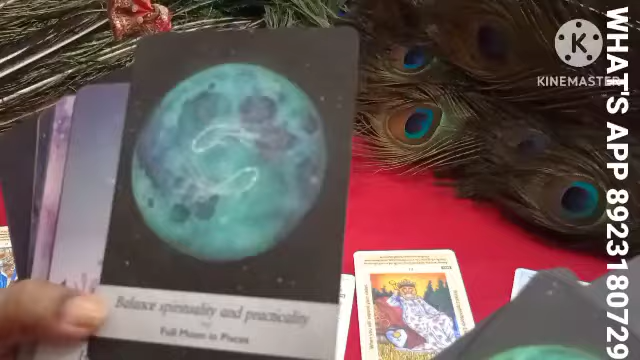 Balance spirituality and practicality
Full Moon in Pisces
KINEMASTER
WHAT'S APP 8923180729